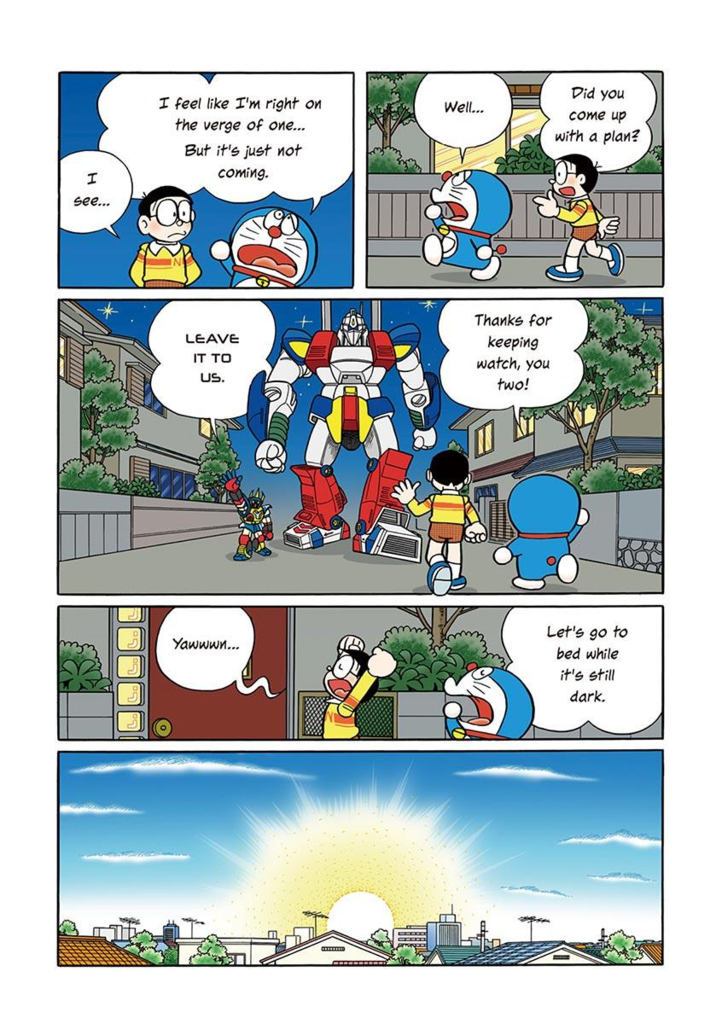 Did you
come up
with a plan?
Well...
I feel like I'm right on
the verge of one...
But it's just not
coming.
I
see...
Thanks for
keeping
watch, you
two!
LEAVE
IT TO
US.
Let's go to
bed while
it's still
dark.
Yawwwn...